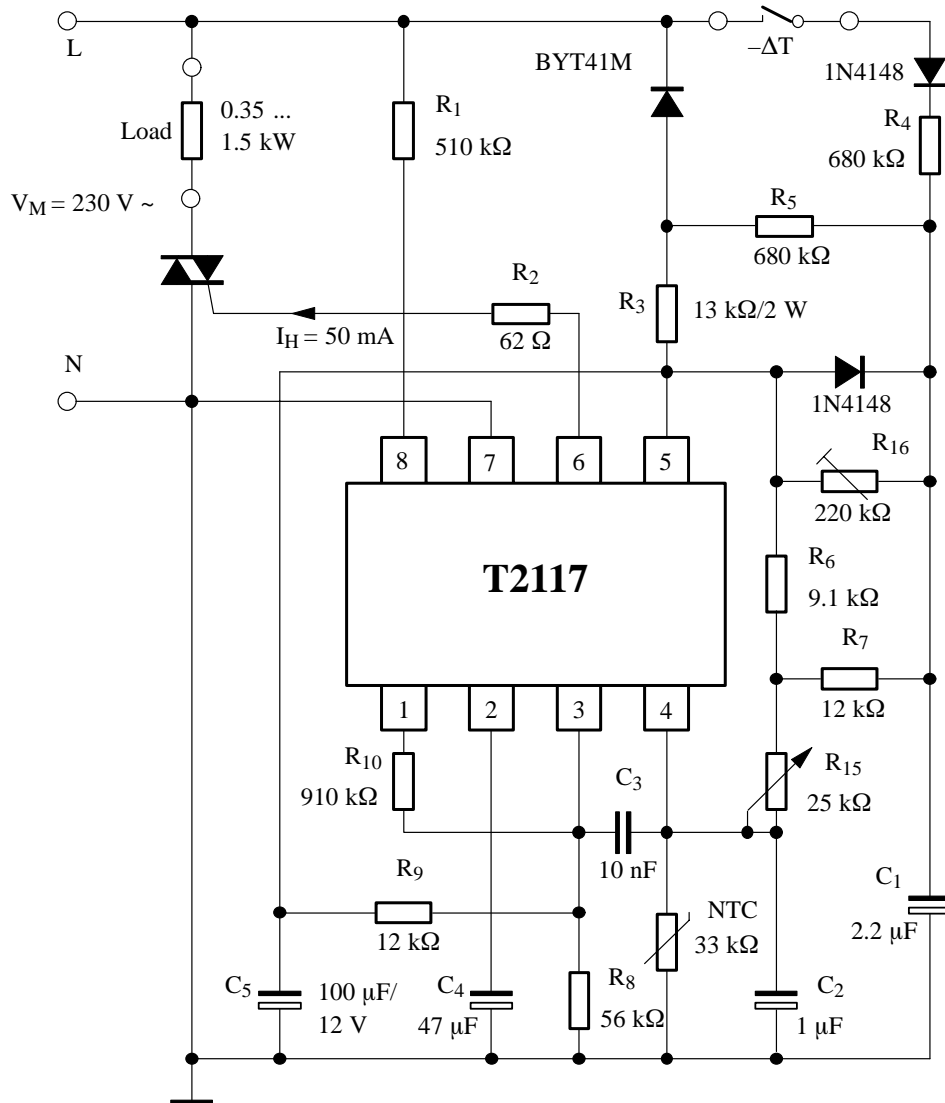 L
−ΔT
BYT41M
1N4148
R1
510 kΩ
Load
0.35 ...
1.5 kW
R4
680 kΩ
VM = 230 V ~
R5
680 kΩ
R2
62 Ω
IH = 50 mA
R3
13 kΩ/2 W
N
1N4148
8
7
6
5
R16
220 kΩ
T2117
R6
9.1 kΩ
R7
12 kΩ
1
2
3
4
R10
910 kΩ
C3
10 nF
R15
25 kΩ
R9
12 kΩ
NTC
33 kΩ
C1
2.2 μF
C5
100 μF/
12 V
C4
47 μF
R8
56 kΩ
C2
1 μF